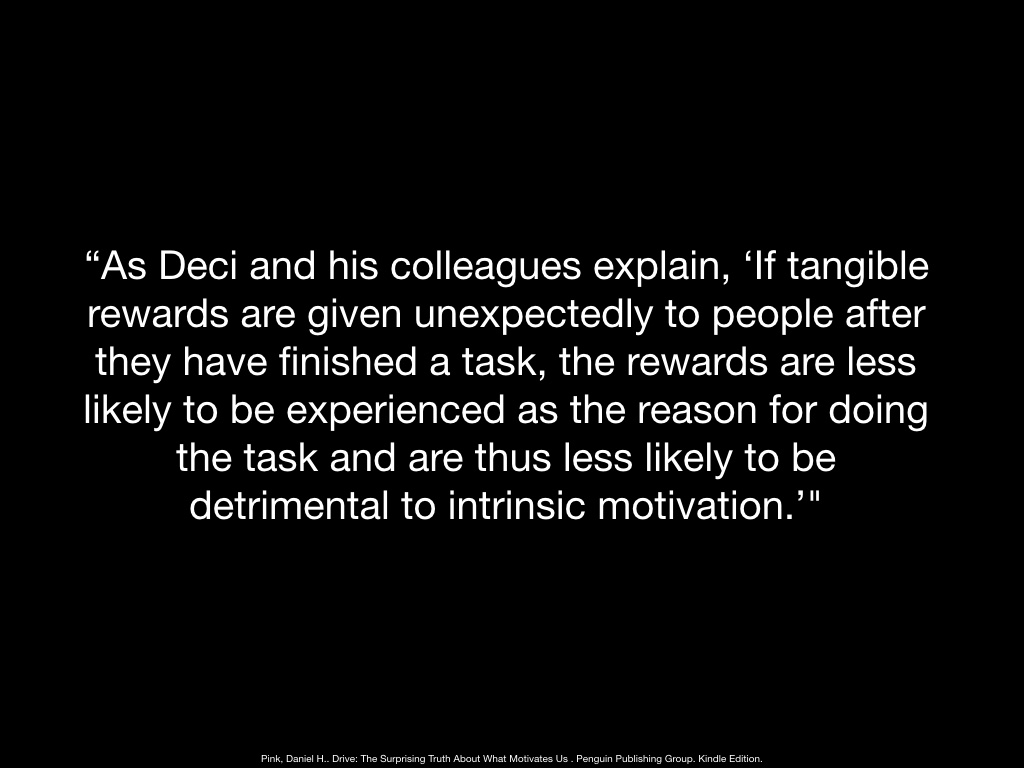 “As Deci and his colleagues explain, ‘If tangible
rewards are given unexpectedly to people after
they have finished a task, the rewards are less
likely to be experienced as the reason for doing
the task and are thus less likely to be
detrimental to intrinsic motivation.’"
Pink, Daniel H.. Drive: The Surprising Truth About What Motivates Us . Penguin Publishing Group. Kindle Edition.